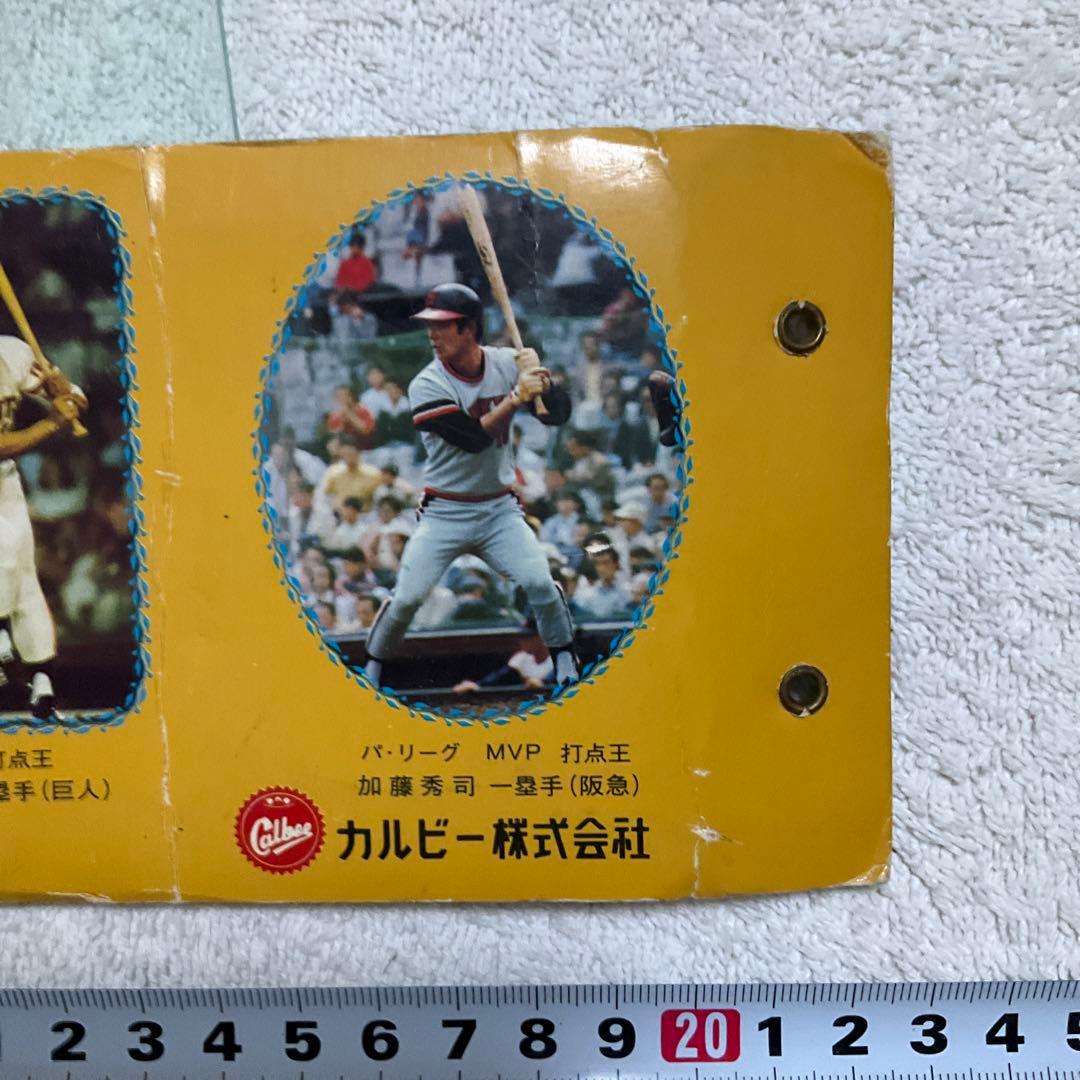 打点王
塁手(巨人)
パ・リーグ MVP 打点王
加藤秀司 一塁手(阪急)
Calbee
カルビー株式会社
2 3 4 5 6 7 8 9 20 1 2 3 4 5